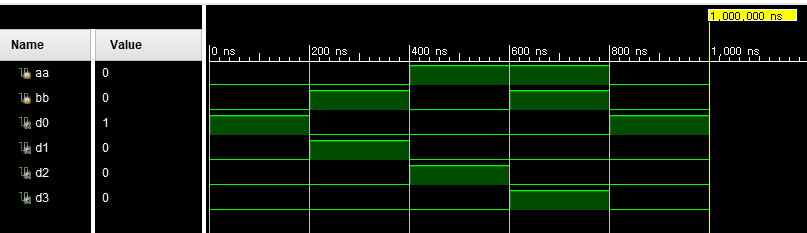 1,000,000 ns
Name Value
0 ns 200 ns 400 ns 600 ns 800 ns 1,000 ns
aa 0
bb 0
d0 1
d1 0
d2 0
d3 0